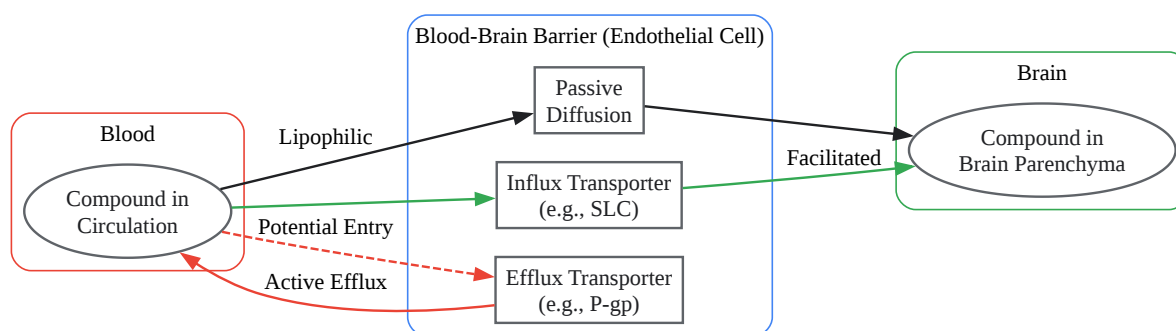 Blood-Brain Barrier (Endothelial Cell)
Blood
Brain
Passive
Diffusion
Lipophilic
Compound in
Circulation
Influx Transporter
(e.g., SLC)
Facilitated
Compound in
Brain Parenchyma
Potential Entry
Active Efflux
Efflux Transporter
(e.g., P-gp)